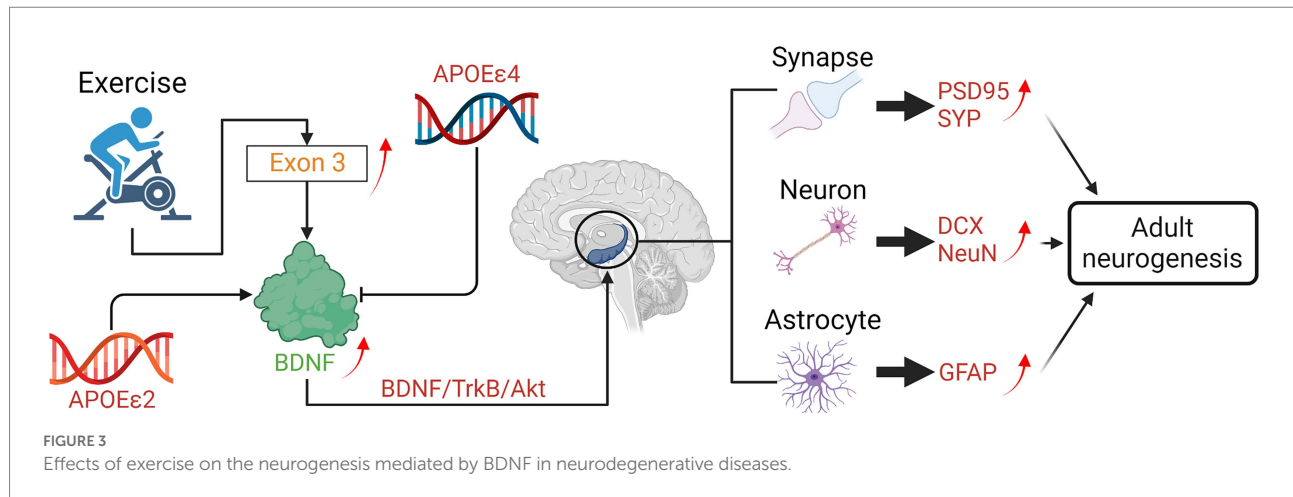 Exercise
Exon 3
APOEε4
APOEε2
BDNF
BDNF/TrkB/Akt
Synapse
PSD95
SYP
Neuron
DCX
NeuN
Astrocyte
GFAP
Adult
neurogenesis
FIGURE 3
Effects of exercise on the neurogenesis mediated by BDNF in neurodegenerative diseases.